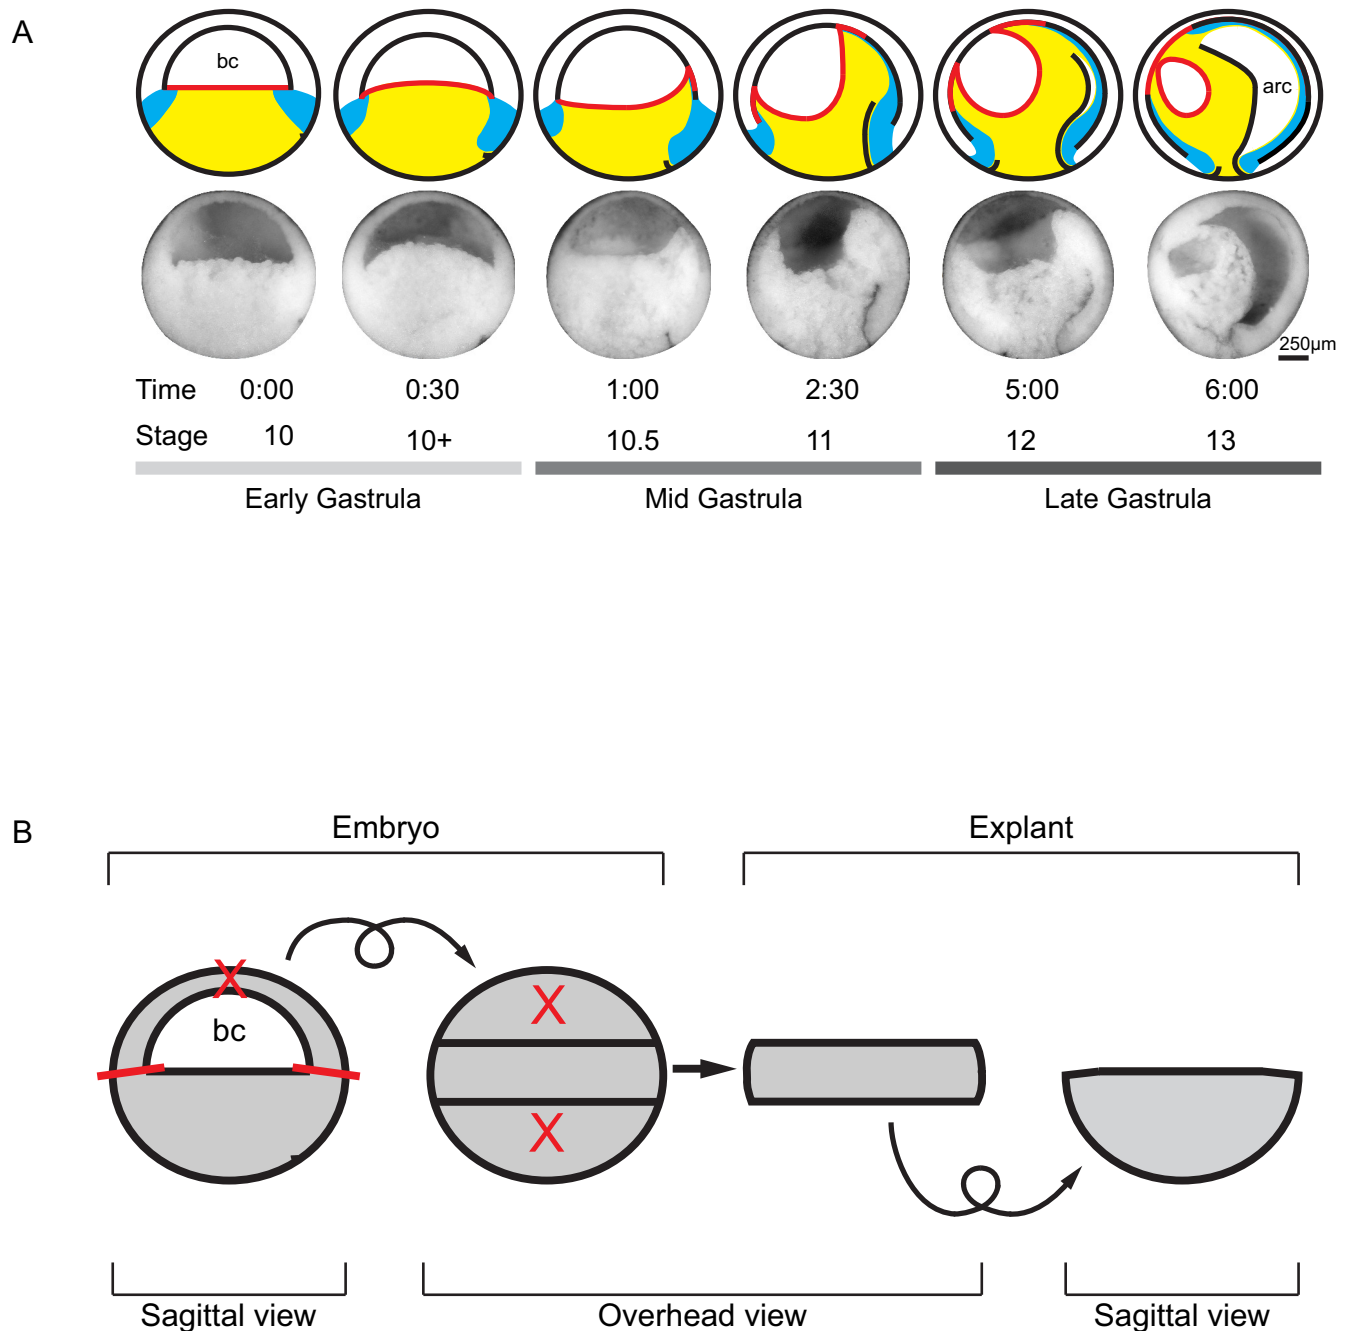 A
bc
arc
250µm
Time 0:00 0:30 1:00 2:30 5:00 6:00
Stage 10 10+ 10.5 11 12 13
Early Gastrula Mid Gastrula Late Gastrula
B
Embryo Explant
X
bc
X
X
Sagittal view Overhead view Sagittal view